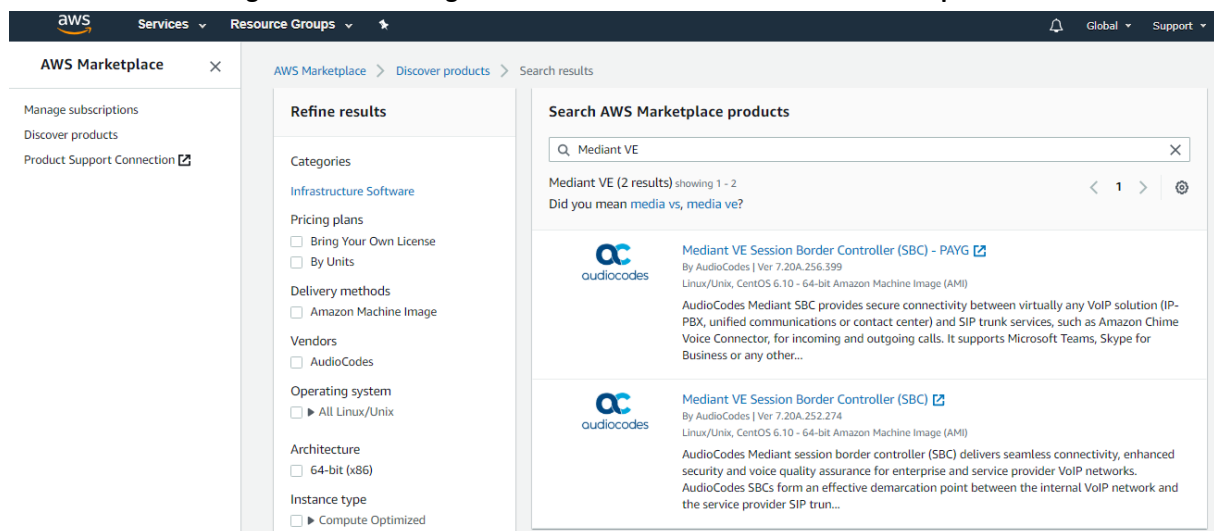 aws
Services
Resource Groups
Global
Support
AWS Marketplace
Manage subscriptions
Discover products
Product Support Connection
AWS Marketplace > Discover products > Search results
Refine results
Categories
Infrastructure Software
Pricing plans
Bring Your Own License
By Units
Delivery methods
Amazon Machine Image
Vendors
AudioCodes
Operating system
All Linux/Unix
Architecture
64-bit (x86)
Instance type
Compute Optimized
Search AWS Marketplace products
Mediant VE
Mediant VE (2 results) showing 1 - 2
< 1 >
Did you mean media vs, media ve?
audiocodes
Mediant VE Session Border Controller (SBC) - PAYG
By AudioCodes | Ver 7.20A.256.399
Linux/Unix, CentOS 6.10 - 64-bit Amazon Machine Image (AMI)
AudioCodes Mediant SBC provides secure connectivity between virtually any VoIP solution (IP-
PBX, unified communications or contact center) and SIP trunk services, such as Amazon Chime
Voice Connector, for incoming and outgoing calls. It supports Microsoft Teams, Skype for
Business or any other...
audiocodes
Mediant VE Session Border Controller (SBC)
By AudioCodes | Ver 7.20A.252.274
Linux/Unix, CentOS 6.10 - 64-bit Amazon Machine Image (AMI)
AudioCodes Mediant session border controller (SBC) delivers seamless connectivity, enhanced
security and voice quality assurance for enterprise and service provider VoIP networks.
AudioCodes SBCs form an effective demarcation point between the internal VoIP network and
the service provider SIP trun...